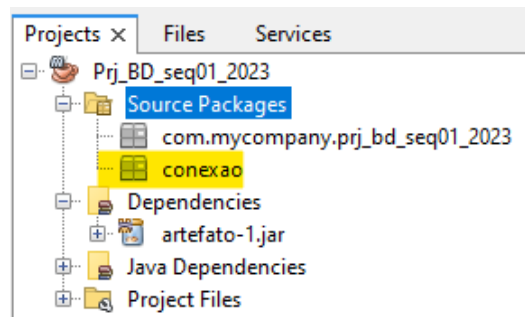 Projects × Files Services
Prj_BD_seq01_2023
Source Packages
com.mycompany.prj_bd_seq01_2023
conexao
Dependencies
artefato-1.jar
Java Dependencies
Project Files